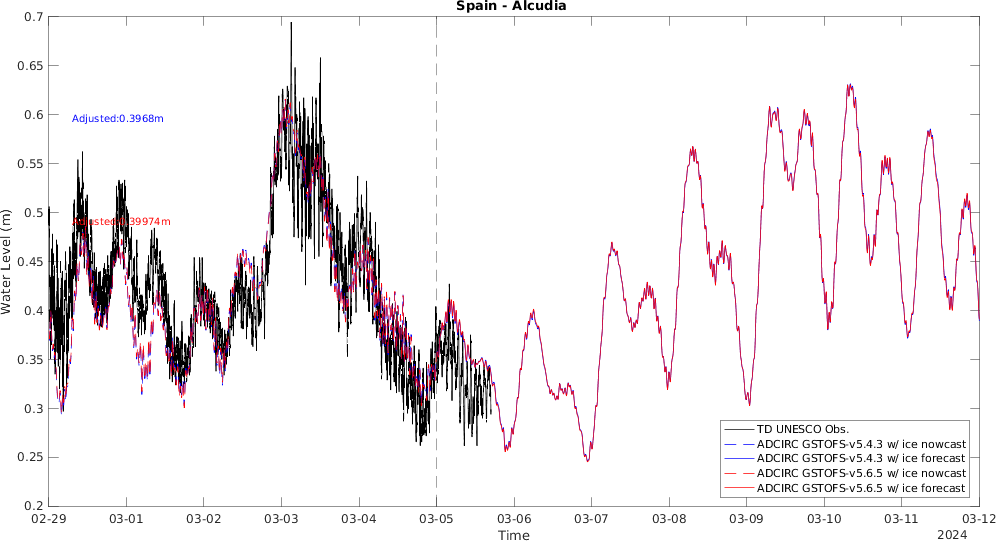 Spain - Alcudia
0.7
0.65
0.6
0.55
0.5
0.45
0.4
0.35
0.3
0.25
0.2
Water Level (m)
Adjusted:0.3968m
Adjusted:0.39974m
TD UNESCO Obs.
ADCIRC GSTOFS-v5.4.3 w/ ice nowcast
ADCIRC GSTOFS-v5.4.3 w/ ice forecast
ADCIRC GSTOFS-v5.6.5 w/ ice nowcast
ADCIRC GSTOFS-v5.6.5 w/ ice forecast
02-29 03-01 03-02 03-03 03-04 03-05 03-06 03-07 03-08 03-09 03-10 03-11 03-12
Time
2024